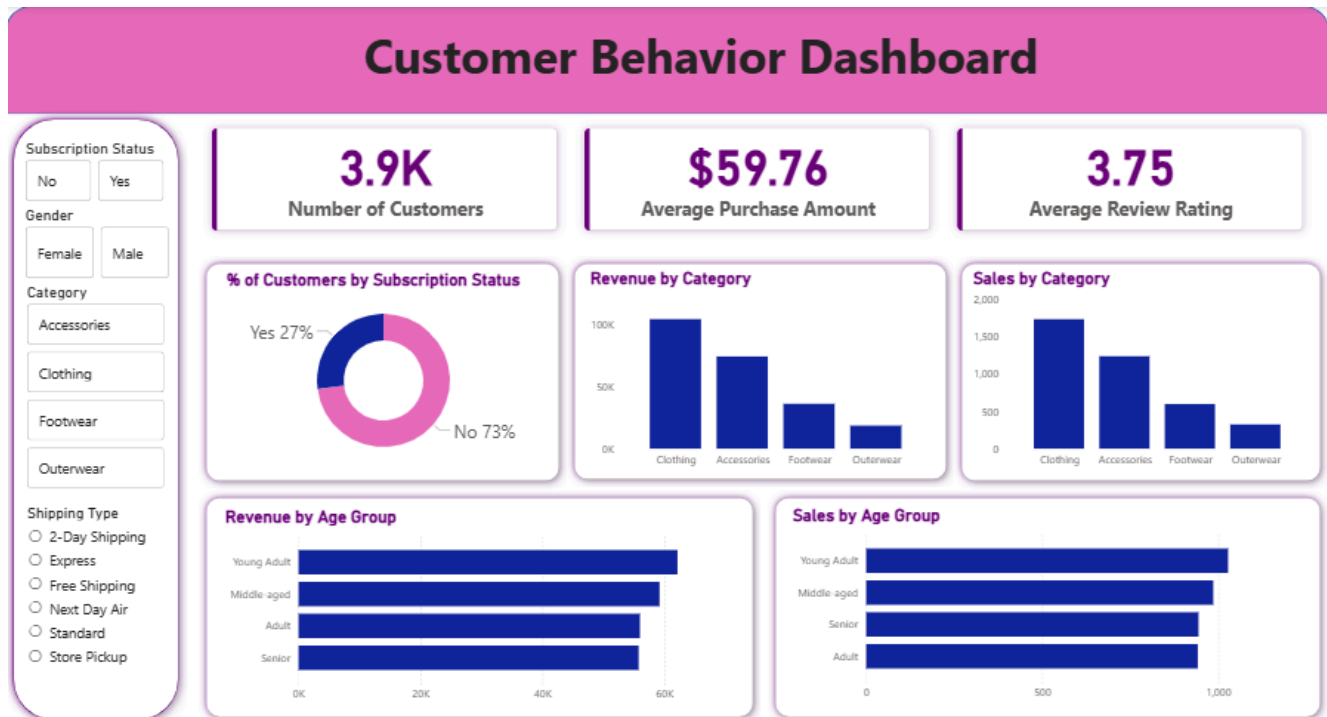 Customer Behavior Dashboard
Subscription Status
No Yes
Gender
Female Male
Category
Accessories
Clothing
Footwear
Outerwear
Shipping Type
2-Day Shipping
Express
Free Shipping
Next Day Air
Standard
Store Pickup
3.9K
Number of Customers
$59.76
Average Purchase Amount
3.75
Average Review Rating
% of Customers by Subscription Status
Yes 27%
No 73%
Revenue by Category
100K
50K
0K
Clothing Accessories Footwear Outerwear
Sales by Category
2,000
1,500
1,000
500
0
Clothing Accessories Footwear Outerwear
Revenue by Age Group
Young Adult
Middle-aged
Adult
Senior
0K 20K 40K 60K
Sales by Age Group
Young Adult
Middle-aged
Senior
Adult
0 500 1,000